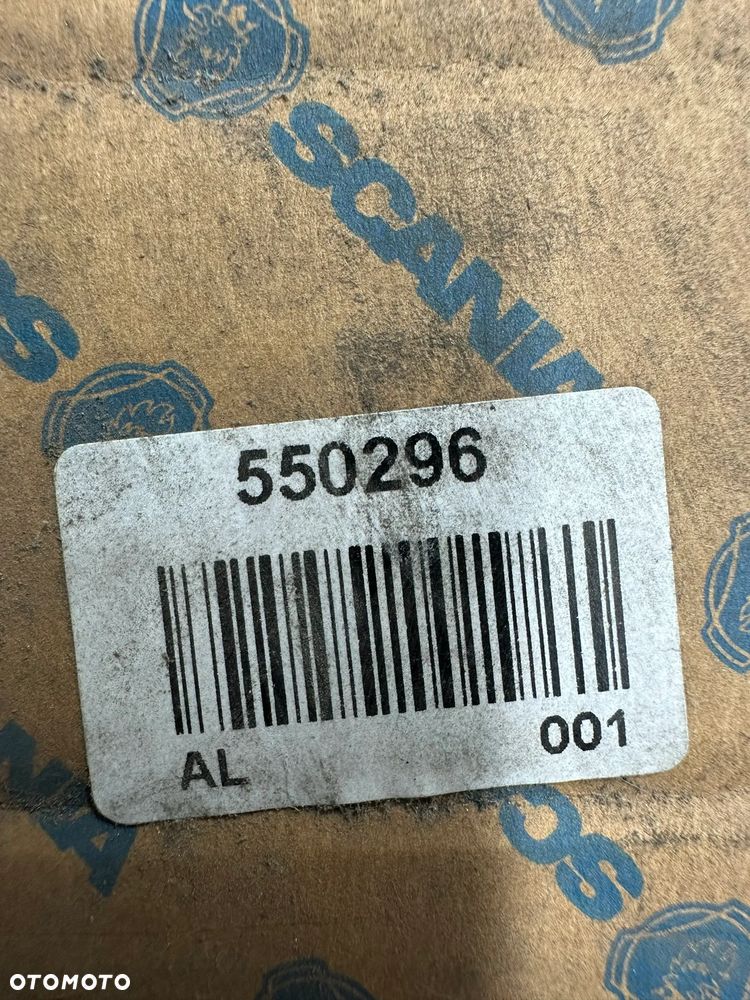 SCANIA
550296
AL
001
OTOMOTO